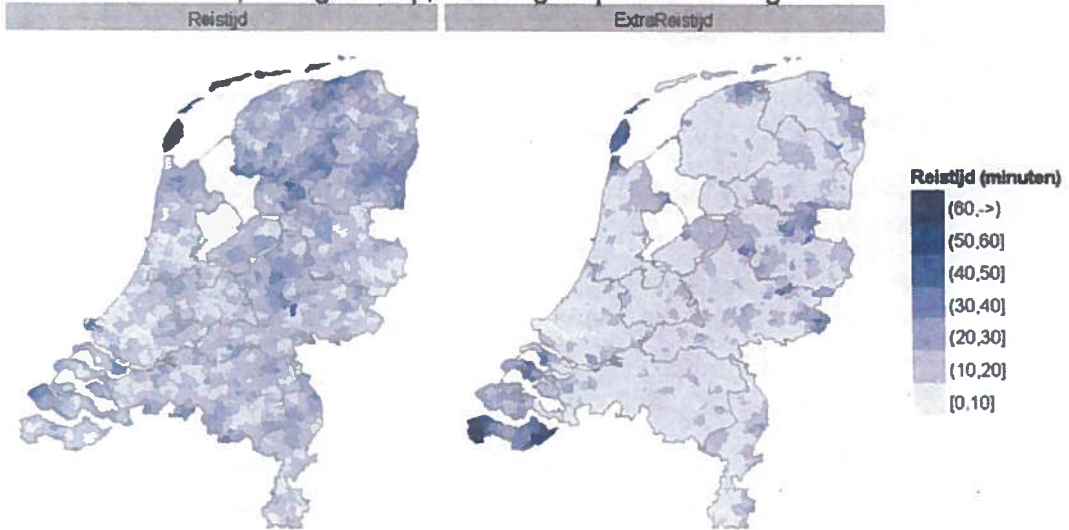 Reistijd
ExtraReistijd
Reistijd (minuten)
(60,->)
(50,60]
(40,50]
(30,40]
(20,30]
(10,20]
[0,10]